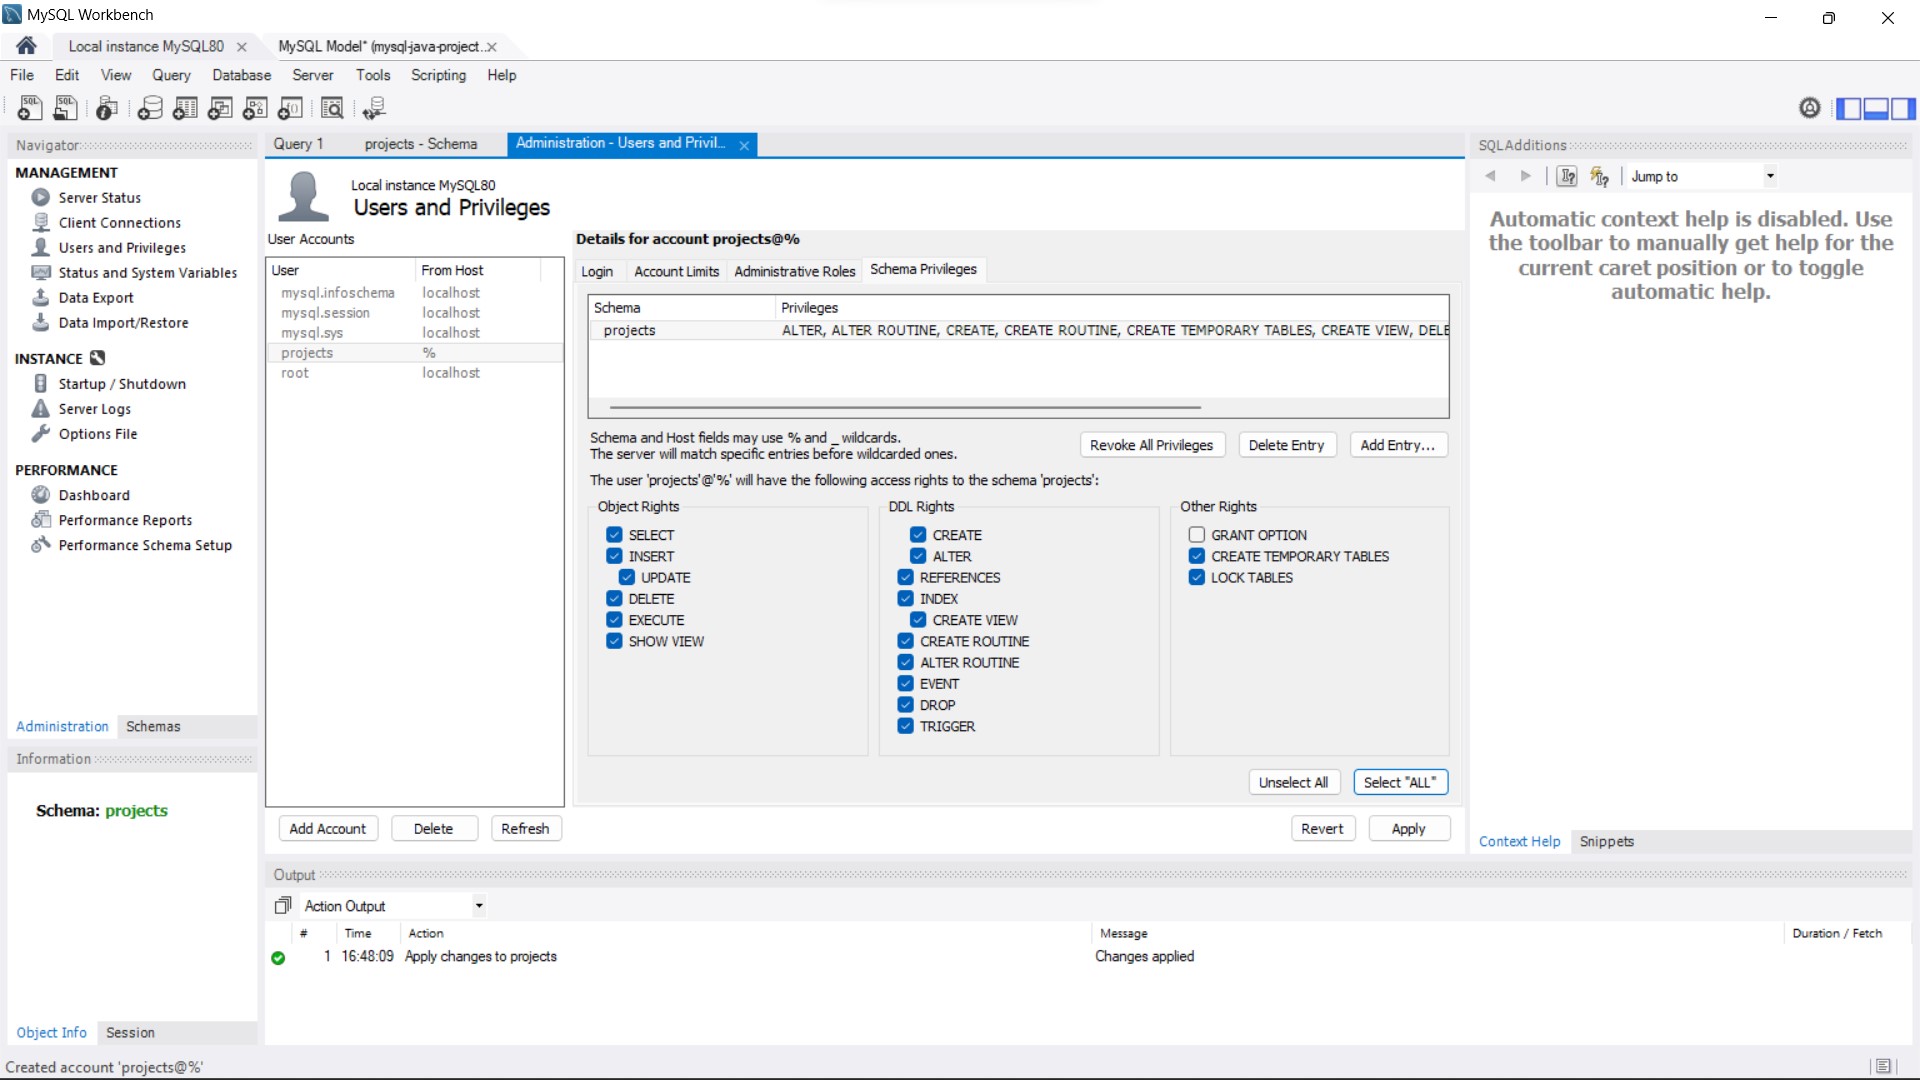 MySQL Workbench
Local instance MySQL80
MySQL Model* (mysql-java-project..
File Edit View Query Database Server Tools Scripting Help
Navigator
MANAGEMENT
Server Status
Client Connections
Users and Privileges
Status and System Variables
Data Export
Data Import/Restore
INSTANCE
Startup / Shutdown
Server Logs
Options File
PERFORMANCE
Dashboard
Performance Reports
Performance Schema Setup
Administration Schemas
Information
Schema: projects
Object Info Session
Query 1 projects - Schema Administration - Users and Privil...
Local instance MySQL80
Users and Privileges
User Accounts
User From Host
mysql.infoschema localhost
mysql.session localhost
mysql.sys localhost
projects %
root localhost
Add Account Delete Refresh
Details for account projects@%
Login Account Limits Administrative Roles Schema Privileges
Schema Privileges
projects ALTER, ALTER ROUTINE, CREATE, CREATE ROUTINE, CREATE TEMPORARY TABLES, CREATE VIEW, DELE
Schema and Host fields may use % and _ wildcards.
The server will match specific entries before wildcarded ones.
Revoke All Privileges Delete Entry Add Entry...
The user 'projects'@'%' will have the following access rights to the schema 'projects':
Object Rights
SELECT
INSERT
UPDATE
DELETE
EXECUTE
SHOW VIEW
DDL Rights
CREATE
ALTER
REFERENCES
INDEX
CREATE VIEW
CREATE ROUTINE
ALTER ROUTINE
EVENT
DROP
TRIGGER
Other Rights
GRANT OPTION
CREATE TEMPORARY TABLES
LOCK TABLES
Unselect All Select "ALL"
Revert Apply
SQLAdditions
Jump to
Automatic context help is disabled. Use
the toolbar to manually get help for the
current caret position or to toggle
automatic help.
Context Help Snippets
Output
Action Output
# Time Action Message Duration / Fetch
1 16:48:09 Apply changes to projects Changes applied
Created account 'projects@%'